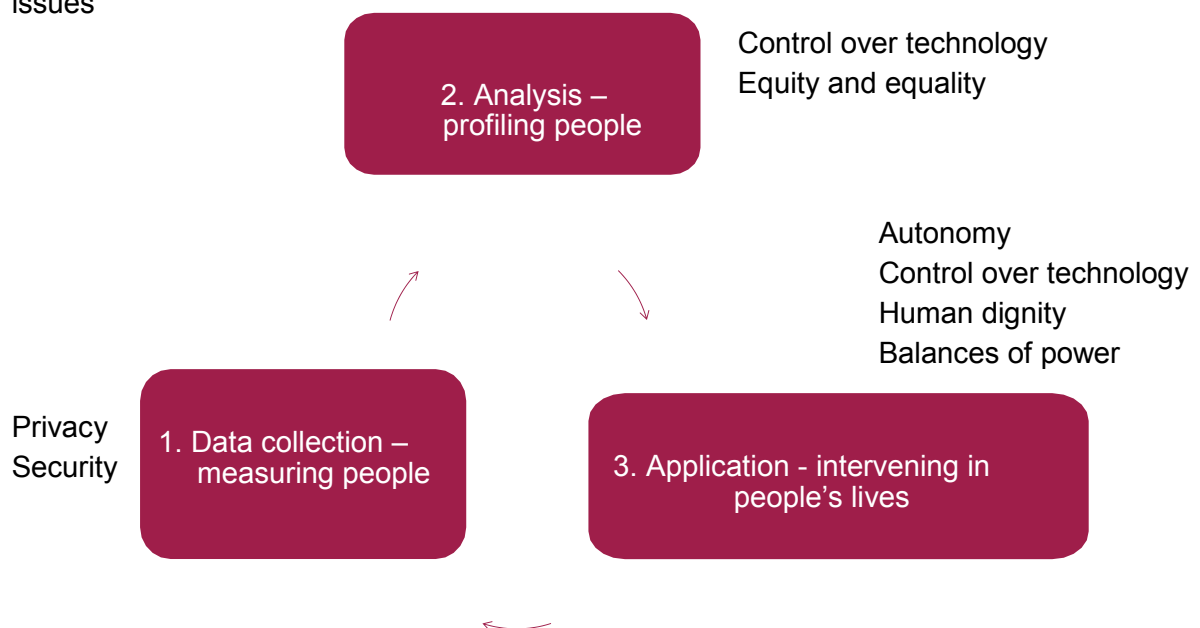 issues
2. Analysis –
profiling people
Control over technology
Equity and equality
Autonomy
Control over technology
Human dignity
Balances of power
Privacy
Security
1. Data collection –
measuring people
3. Application - intervening in
people’s lives